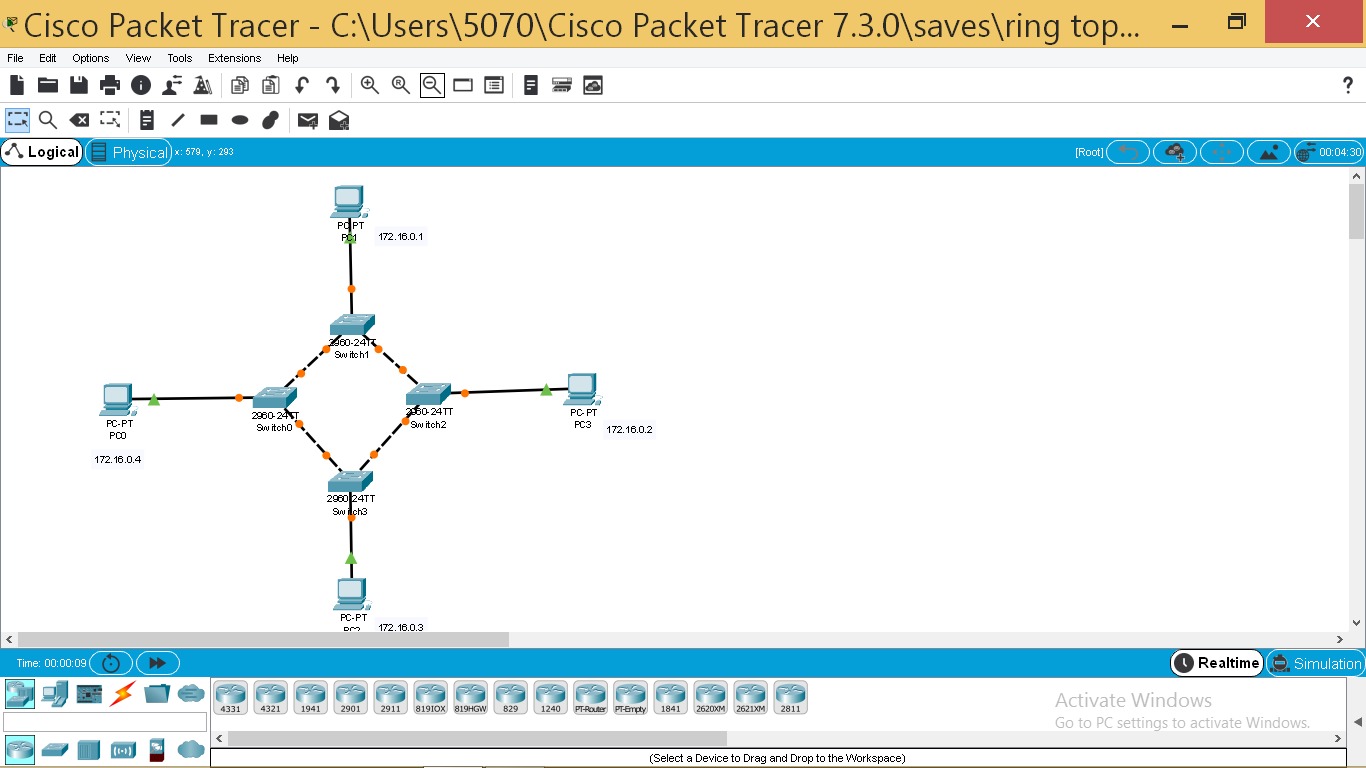 Cisco Packet Tracer - C:\Users\5070\Cisco Packet Tracer 7.3.0\saves\ring top...
File Edit Options View Tools Extensions Help
Logical Physical x: 579, y: 293 [Root] 00:04:30
PC-PT
PC1
172.16.0.1
2960-24TT
Switch1
PC-PT
PC0
172.16.0.4
2960-24TT
Switch0
2960-24TT
Switch2
PC-PT
PC3
172.16.0.2
2960-24TT
Switch3
PC-PT
PC2
172.16.0.3
Time: 00:00:09 Realtime Simulation
4331 4321 1941 2901 2911 819IOX 819HGW 829 1240 PT-Router PT-Empty 1841 2620XM 2621XM 2811
Activate Windows
Go to PC settings to activate Windows.
(Select a Device to Drag and Drop to the Workspace)